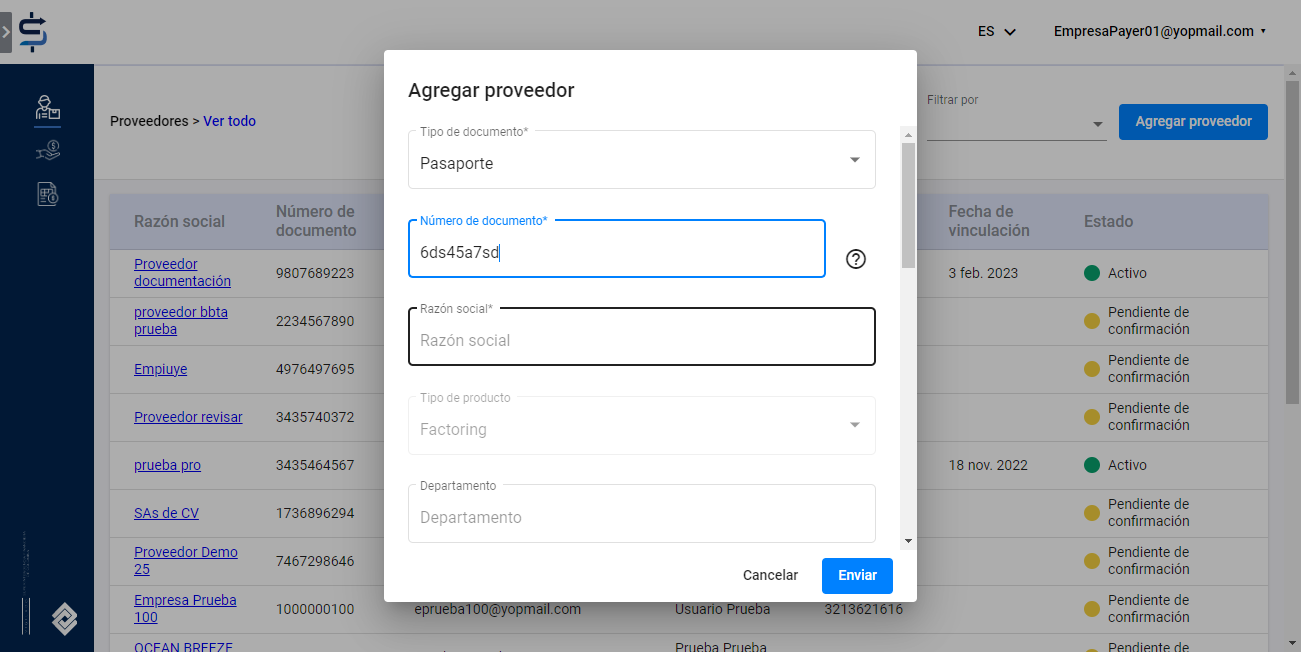 ES
EmpresaPayer01@yopmail.com
Proveedores > Ver todo
Filtrar por
Agregar proveedor
Agregar proveedor
Tipo de documento*
Pasaporte
Número de documento*
6ds45a7sd
Razón social*
Razón social
Tipo de producto
Factoring
Departamento
Departamento
Cancelar
Enviar
Razón social
Número de
documento
Fecha de
vinculación
Estado
Proveedor
documentación
9807689223
3 feb. 2023
Activo
proveedor bbta
prueba
2234567890
Pendiente de
confirmación
Empiuye
4976497695
Pendiente de
confirmación
Proveedor revisar
3435740372
Pendiente de
confirmación
prueba pro
3435464567
18 nov. 2022
Activo
SAs de CV
1736896294
Pendiente de
confirmación
Proveedor Demo
25
7467298646
Pendiente de
confirmación
Empresa Prueba
100
1000000100
eprueba100@yopmail.com
Usuario Prueba
3213621616
Pendiente de
confirmación
OCEAN BREEZE
Prueba Prueba
Pendiente de